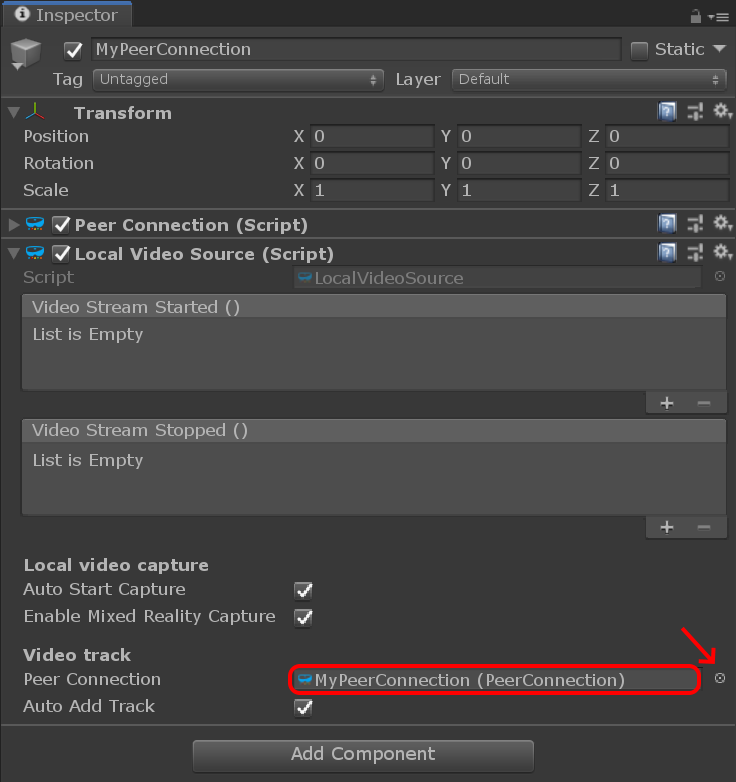 Inspector
MyPeerConnection Static
Tag Untagged Layer Default
Transform
Position X 0 Y 0 Z 0
Rotation X 0 Y 0 Z 0
Scale X 1 Y 1 Z 1
Peer Connection (Script)
Local Video Source (Script)
Script LocalVideoSource
Video Stream Started ()
List is Empty
+ −
Video Stream Stopped ()
List is Empty
+ −
Local video capture
Auto Start Capture
Enable Mixed Reality Capture
Video track
Peer Connection MyPeerConnection (PeerConnection)
Auto Add Track
Add Component